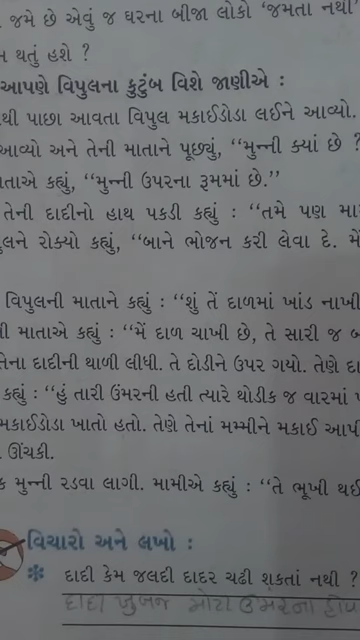 જમે છે એવું જ ઘરના બીજા લોકો ‘જમતા નથી’
થતું હશે ?
આપણે વિપુલના કુટુંબ વિશે જાણીએ :
થી પાછા આવતા વિપુલ મકાઈડોડા લઈને આવ્યો.
આવ્યો અને તેની માતાને પૂછ્યું, “મુન્ની ક્યાં છે ?
તાએ કહ્યું, “મુન્ની ઉપરના રૂમમાં છે.”
તેની દાદીનો હાથ પકડી કહ્યું : “તમે પણ મા
લને રોક્યો કહ્યું, “બાને ભોજન કરી લેવા દે. મેં
વિપુલની માતાને કહ્યું : “શું તેં દાળમાં ખાંડ નાખી
ી માતાએ કહ્યું : “મેં દાળ ચાખી છે, તે સારી જ બ
તેના દાદીની થાળી લીધી. તે દોડીને ઉપર ગયો. તેણે દા
કહ્યું : “હું તારી ઉંમરની હતી ત્યારે થોડીક જ વારમાં
મકાઈડોડા ખાતો હતો. તેણે તેનાં મમ્મીને મકાઈ આપી
ઊંચકી.
ક મુન્ની રડવા લાગી. મામીએ કહ્યું : “તે ભૂખી થઈ
વિચારો અને લખો :
* દાદી કેમ જલદી દાદર ચઢી શકતાં નથી ?
દાદી ખુબજ મોટી ઉંમરના